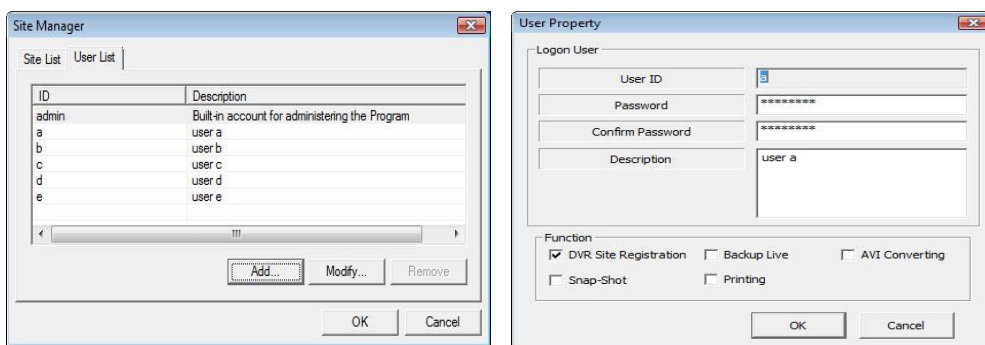 Site Manager
Site List User List
ID Description
admin Built-in account for administering the Program
a user a
b user b
c user c
d user d
e user e
Add... Modify... Remove
OK Cancel
User Property
Logon User
User ID a
Password ********
Confirm Password ********
Description user a
Function
DVR Site Registration Backup Live AVI Converting
Snap-Shot Printing
OK Cancel